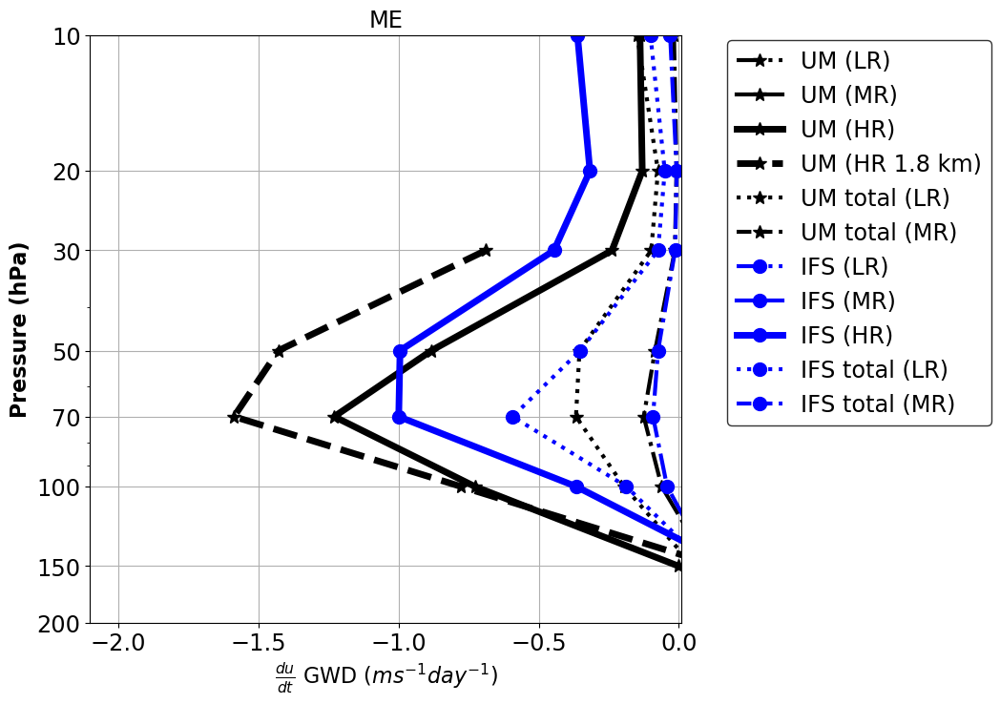 ME
10
20
30
50
70
100
150
200
Pressure (hPa)
−2.0 −1.5 −1.0 −0.5 0.0
du/dt GWD (ms⁻¹day⁻¹)
UM (LR)
UM (MR)
UM (HR)
UM (HR 1.8 km)
UM total (LR)
UM total (MR)
IFS (LR)
IFS (MR)
IFS (HR)
IFS total (LR)
IFS total (MR)